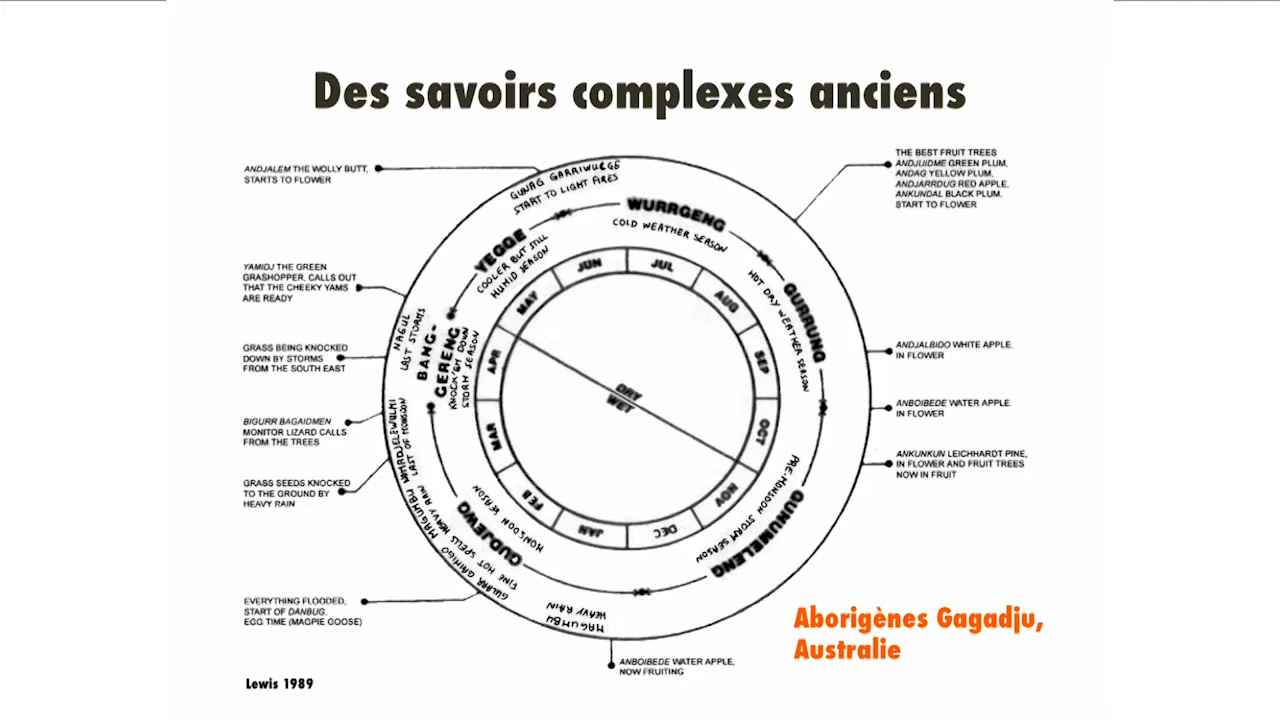 Des savoirs complexes anciens
ANDJALEM THE WOLLY BUTT,
STARTS TO FLOWER
YAMIDJ THE GREEN
GRASHOPPER, CALLS OUT
THAT THE CHEEKY YAMS
ARE READY
GRASS BEING KNOCKED
DOWN BY STORMS
FROM THE SOUTH EAST
BIGURR BAGAIDMEN
MONITOR LIZARD CALLS
FROM THE TREES
GRASS SEEDS KNOCKED
TO THE GROUND BY
HEAVY RAIN
EVERYTHING FLOODED,
START OF DANBUG,
EGG TIME (MAGPIE GOOSE)
THE BEST FRUIT TREES
ANDJUIDME GREEN PLUM,
ANDAG YELLOW PLUM,
ANDJARRDUG RED APPLE,
ANKUNDAL BLACK PLUM,
START TO FLOWER
ANDJALBIDO WHITE APPLE.
IN FLOWER
ANBOIBEDE WATER APPLE.
IN FLOWER
ANKUNKUN LEICHHARDT PINE,
IN FLOWER AND FRUIT TREES
NOW IN FRUIT
ANBOIBEDE WATER APPLE,
NOW FRUITING
GUNAG GARRIWURGE
START TO LIGHT FIRES
WURRGENG
COLD WEATHER SEASON
GURRUNG
HOT DRY WEATHER SEASON
GUNUMELENG
PRE-MONSOON STORM SEASON
MAGUMBU
HEAVY RAIN
GUDJEWG
MONSOON SEASON
FINE HOT SPELLS HEAVY RAIN
MAGUMBU
LAST OF MONSOON
BANG-
GERENG
KNOCK'EM DOWN
STORM SEASON
NAGUL
LAST STORMS
YEGGE
COOLER BUT STILL
HUMID SEASON
JUN
JUL
AUG
SEP
OCT
NOV
DEC
JAN
FEB
MAR
APR
MAY
DRY
WET
Aborigènes Gagadju,
Australie
Lewis 1989